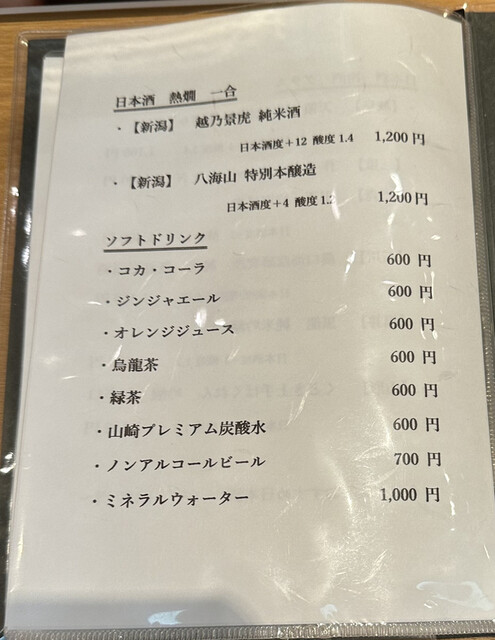 日本酒 熱燗 一合
・【新潟】 越乃景虎 純米酒
日本酒度＋12 酸度 1.4 1,200 円
・【新潟】 八海山 特別本醸造
日本酒度＋4 酸度 1.2 1,200 円
ソフトドリンク
・コカ・コーラ 600 円
・ジンジャエール 600 円
・オレンジジュース 600 円
・烏龍茶 600 円
・緑茶 600 円
・山崎プレミアム炭酸水 600 円
・ノンアルコールビール 700 円
・ミネラルウォーター 1,000 円